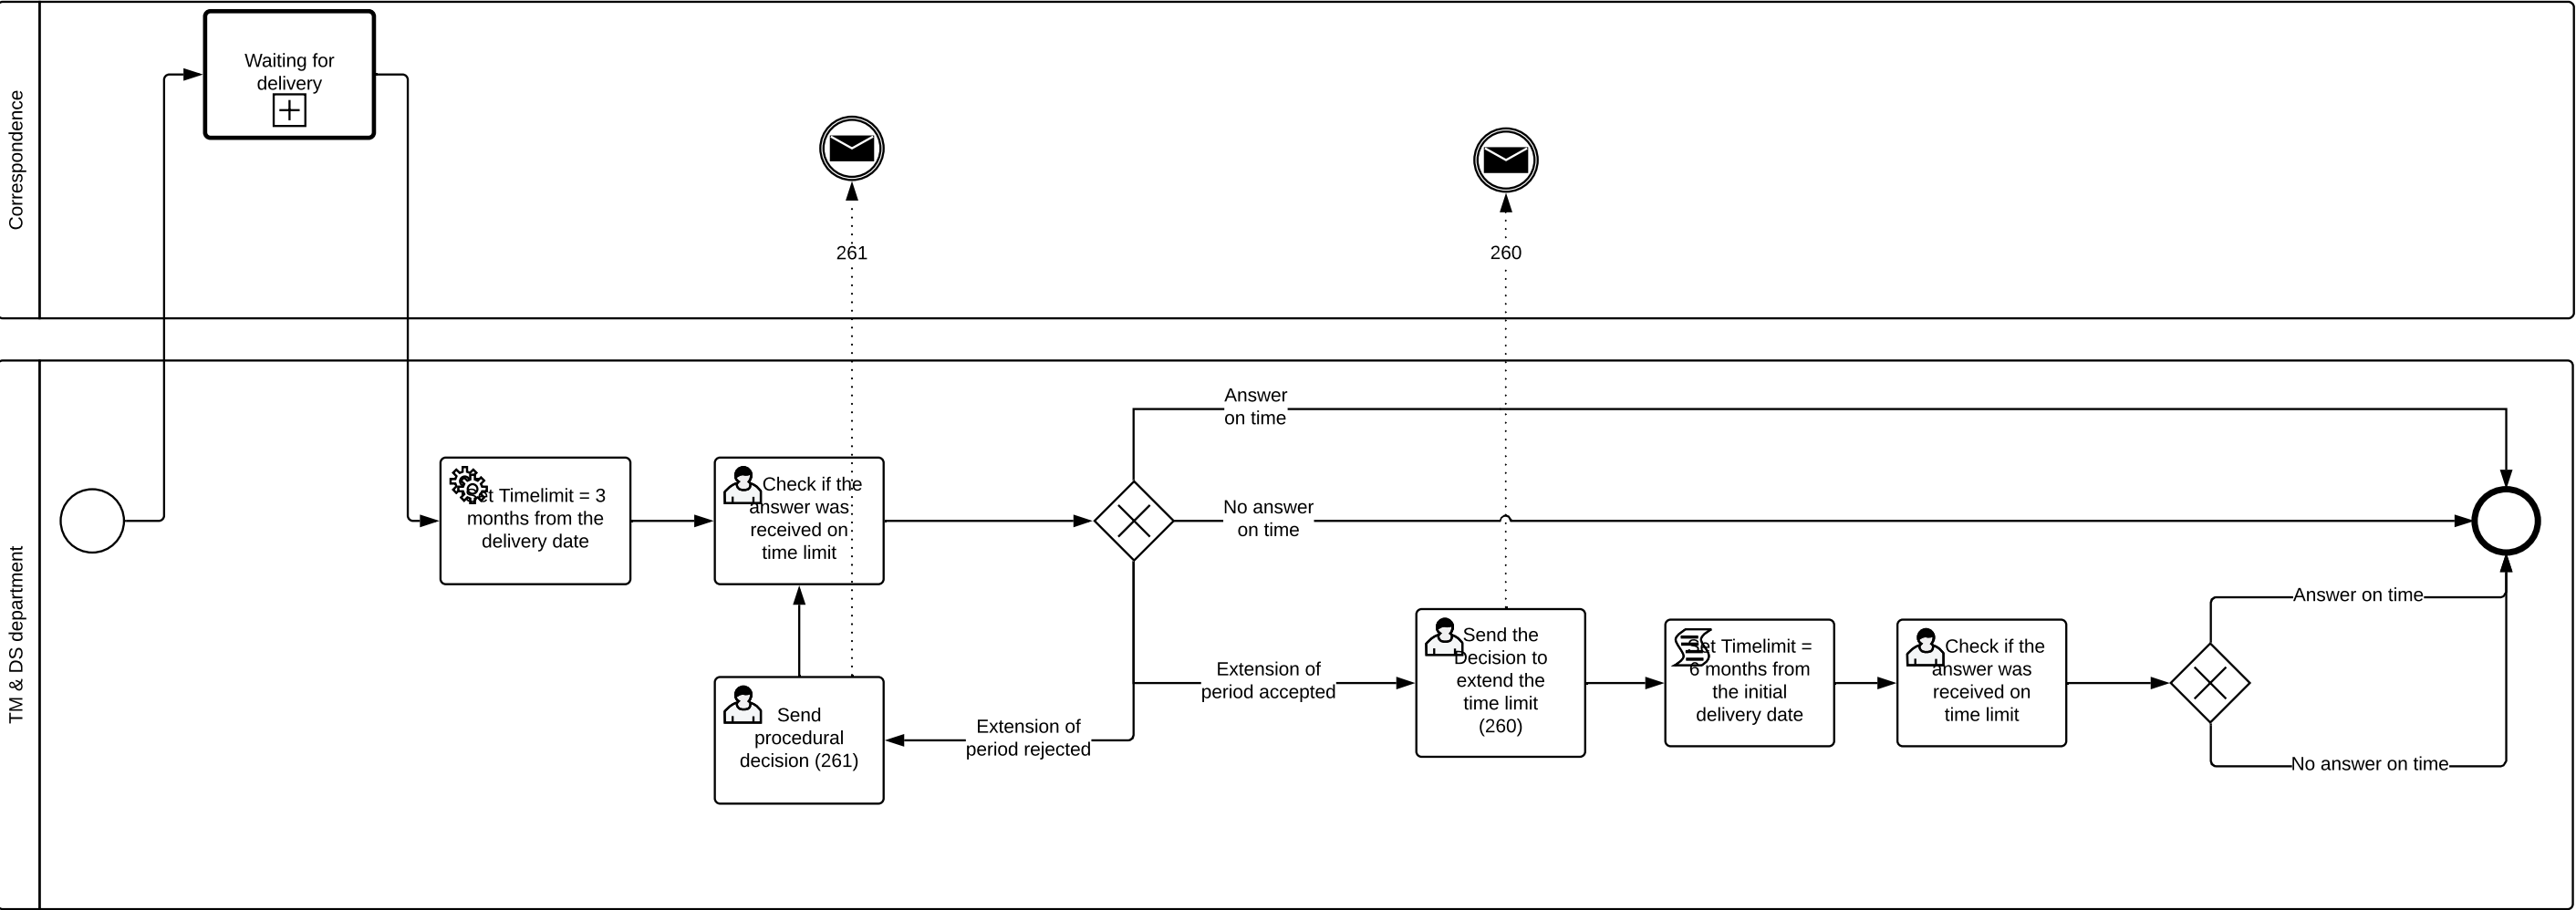 Correspondence
Waiting for
delivery
261
260
TM & DS department
Set Timelimit = 3
months from the
delivery date
Check if the
answer was
received on
time limit
Send
procedural
decision (261)
Answer
on time
No answer
on time
Extension of
period accepted
Extension of
period rejected
Send the
Decision to
extend the
time limit
(260)
Set Timelimit =
6 months from
the initial
delivery date
Check if the
answer was
received on
time limit
Answer on time
No answer on time